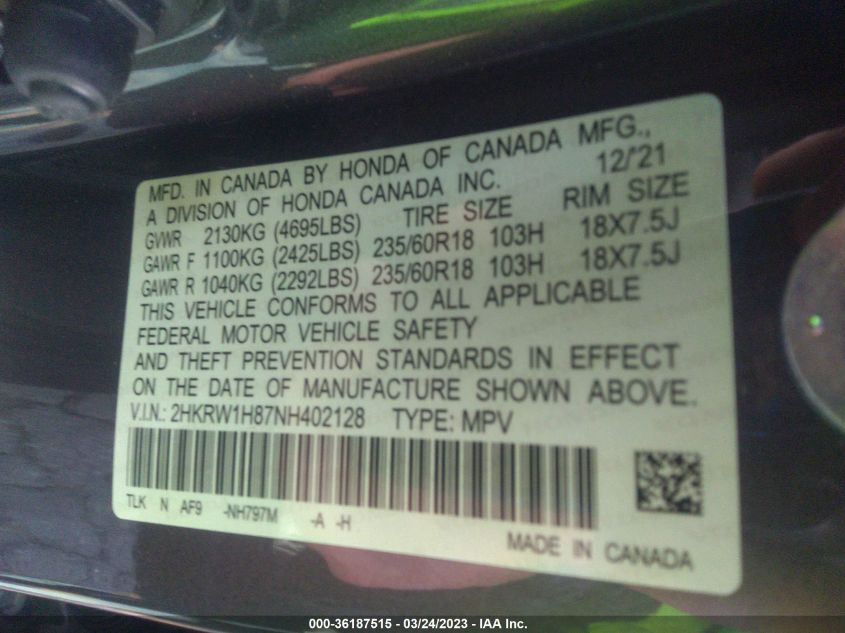 MFD. IN CANADA BY HONDA OF CANADA MFG.,
A DIVISION OF HONDA CANADA INC. 12/'21
GVWR 2130KG (4695LBS) TIRE SIZE RIM SIZE
GAWR F 1100KG (2425LBS) 235/60R18 103H 18X7.5J
GAWR R 1040KG (2292LBS) 235/60R18 103H 18X7.5J
THIS VEHICLE CONFORMS TO ALL APPLICABLE
FEDERAL MOTOR VEHICLE SAFETY
AND THEFT PREVENTION STANDARDS IN EFFECT
ON THE DATE OF MANUFACTURE SHOWN ABOVE.
V.I.N.: 2HKRW1H87NH402128 TYPE: MPV
TLK N AF9 -NH797M -A -H
MADE IN CANADA
000-36187515 - 03/24/2023 - IAA Inc.